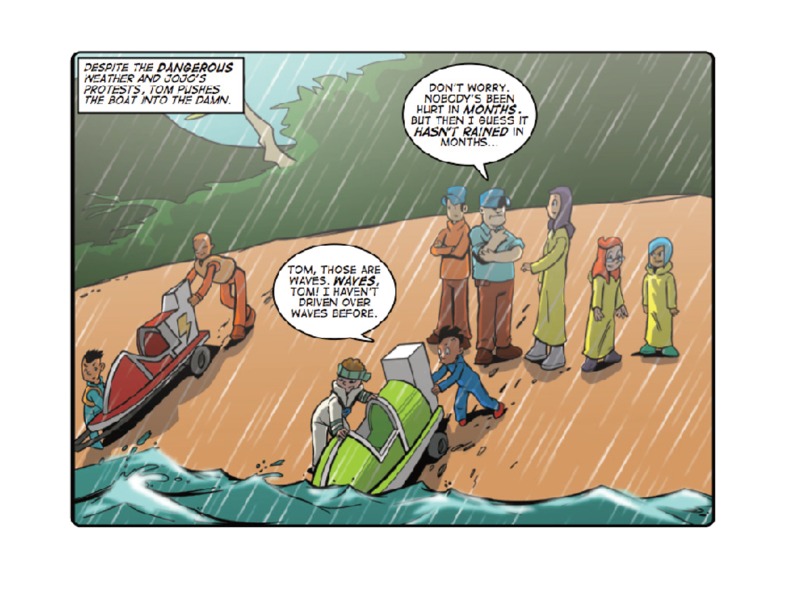 DESPITE THE DANGEROUS
WEATHER AND JOJO'S
PROTESTS, TOM PUSHES
THE BOAT INTO THE DAMN.
DON'T WORRY.
NOBODY'S BEEN
HURT IN MONTHS.
BUT THEN I GUESS IT
HASN'T RAINED IN
MONTHS...
TOM, THOSE ARE
WAVES. WAVES,
TOM! I HAVEN'T
DRIVEN OVER
WAVES BEFORE.